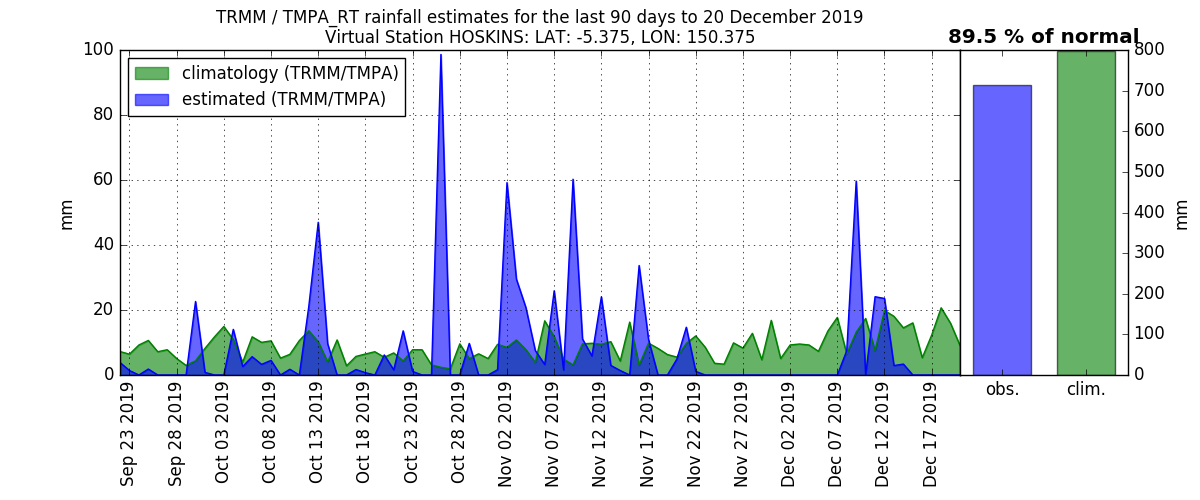 TRMM / TMPA_RT rainfall estimates for the last 90 days to 20 December 2019
Virtual Station HOSKINS: LAT: -5.375, LON: 150.375
89.5 % of normal
climatology (TRMM/TMPA)
estimated (TRMM/TMPA)
100
80
60
40
20
0
mm
Sep 23 2019
Sep 28 2019
Oct 03 2019
Oct 08 2019
Oct 13 2019
Oct 18 2019
Oct 23 2019
Oct 28 2019
Nov 02 2019
Nov 07 2019
Nov 12 2019
Nov 17 2019
Nov 22 2019
Nov 27 2019
Dec 02 2019
Dec 07 2019
Dec 12 2019
Dec 17 2019
obs.
clim.
800
700
600
500
400
300
200
100
0
mm